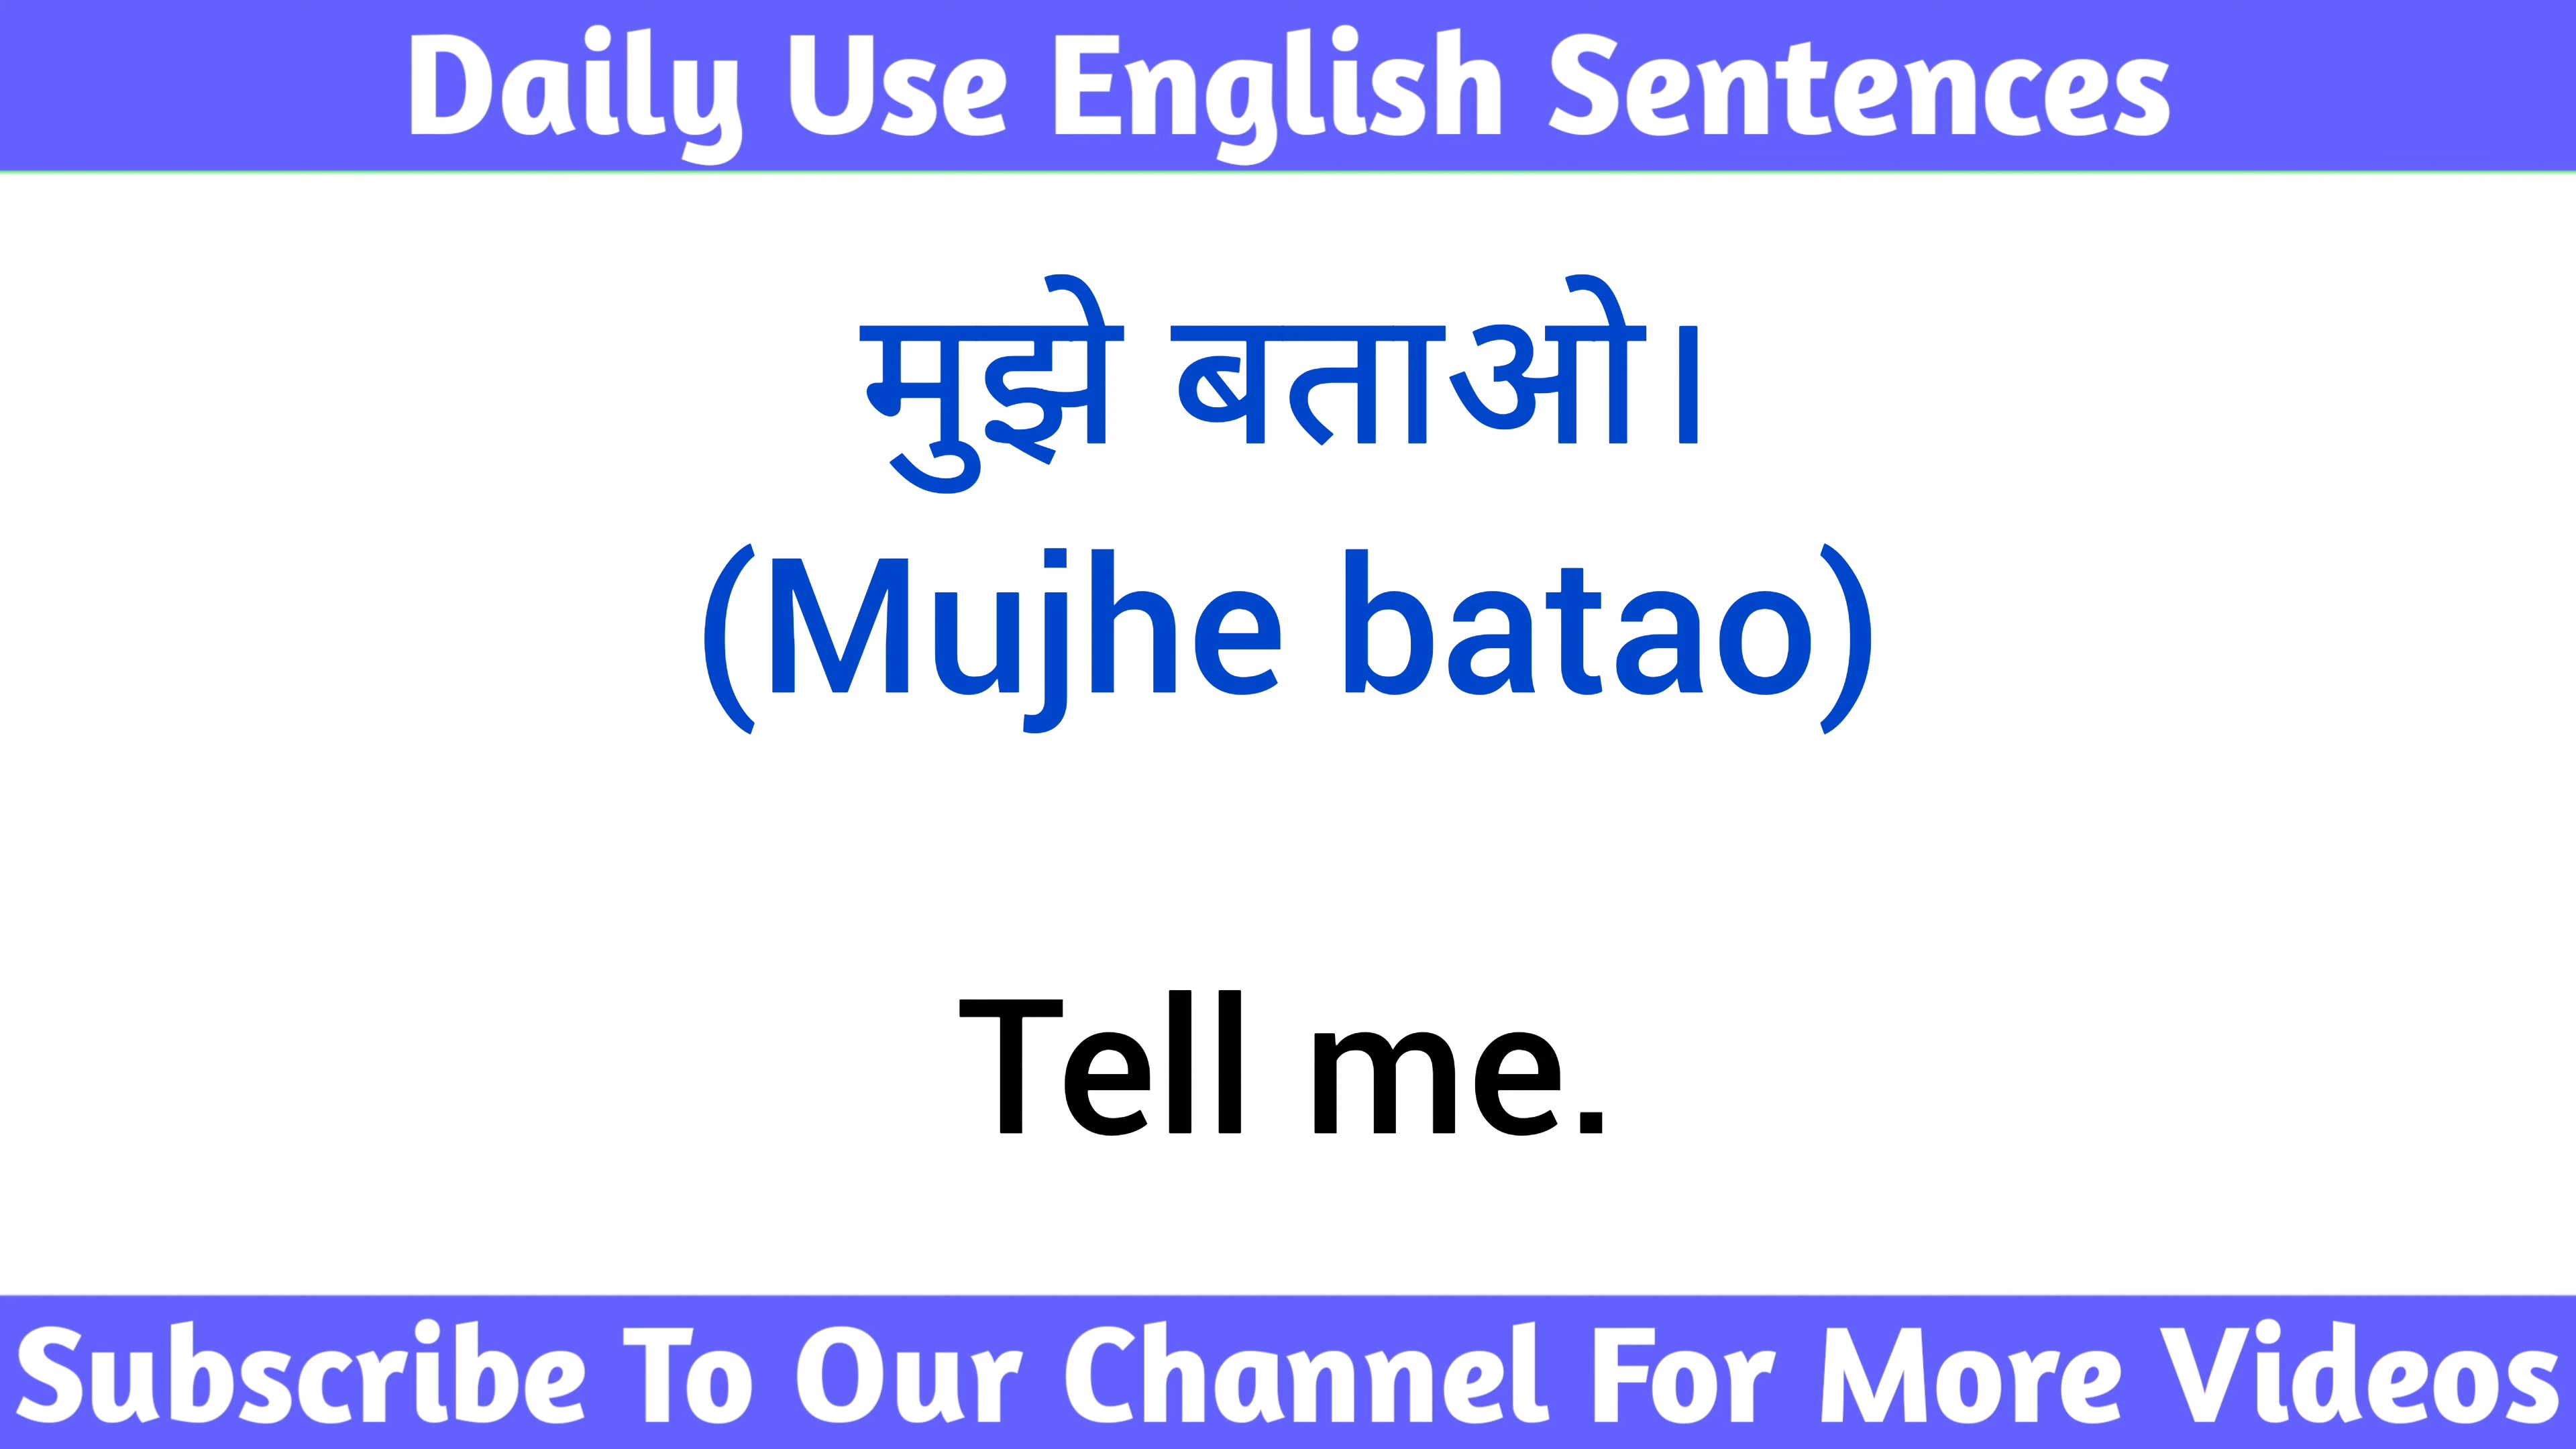 Daily Use English Sentences
मुझे बताओ।
(Mujhe batao)
Tell me.
Subscribe To Our Channel For More Videos